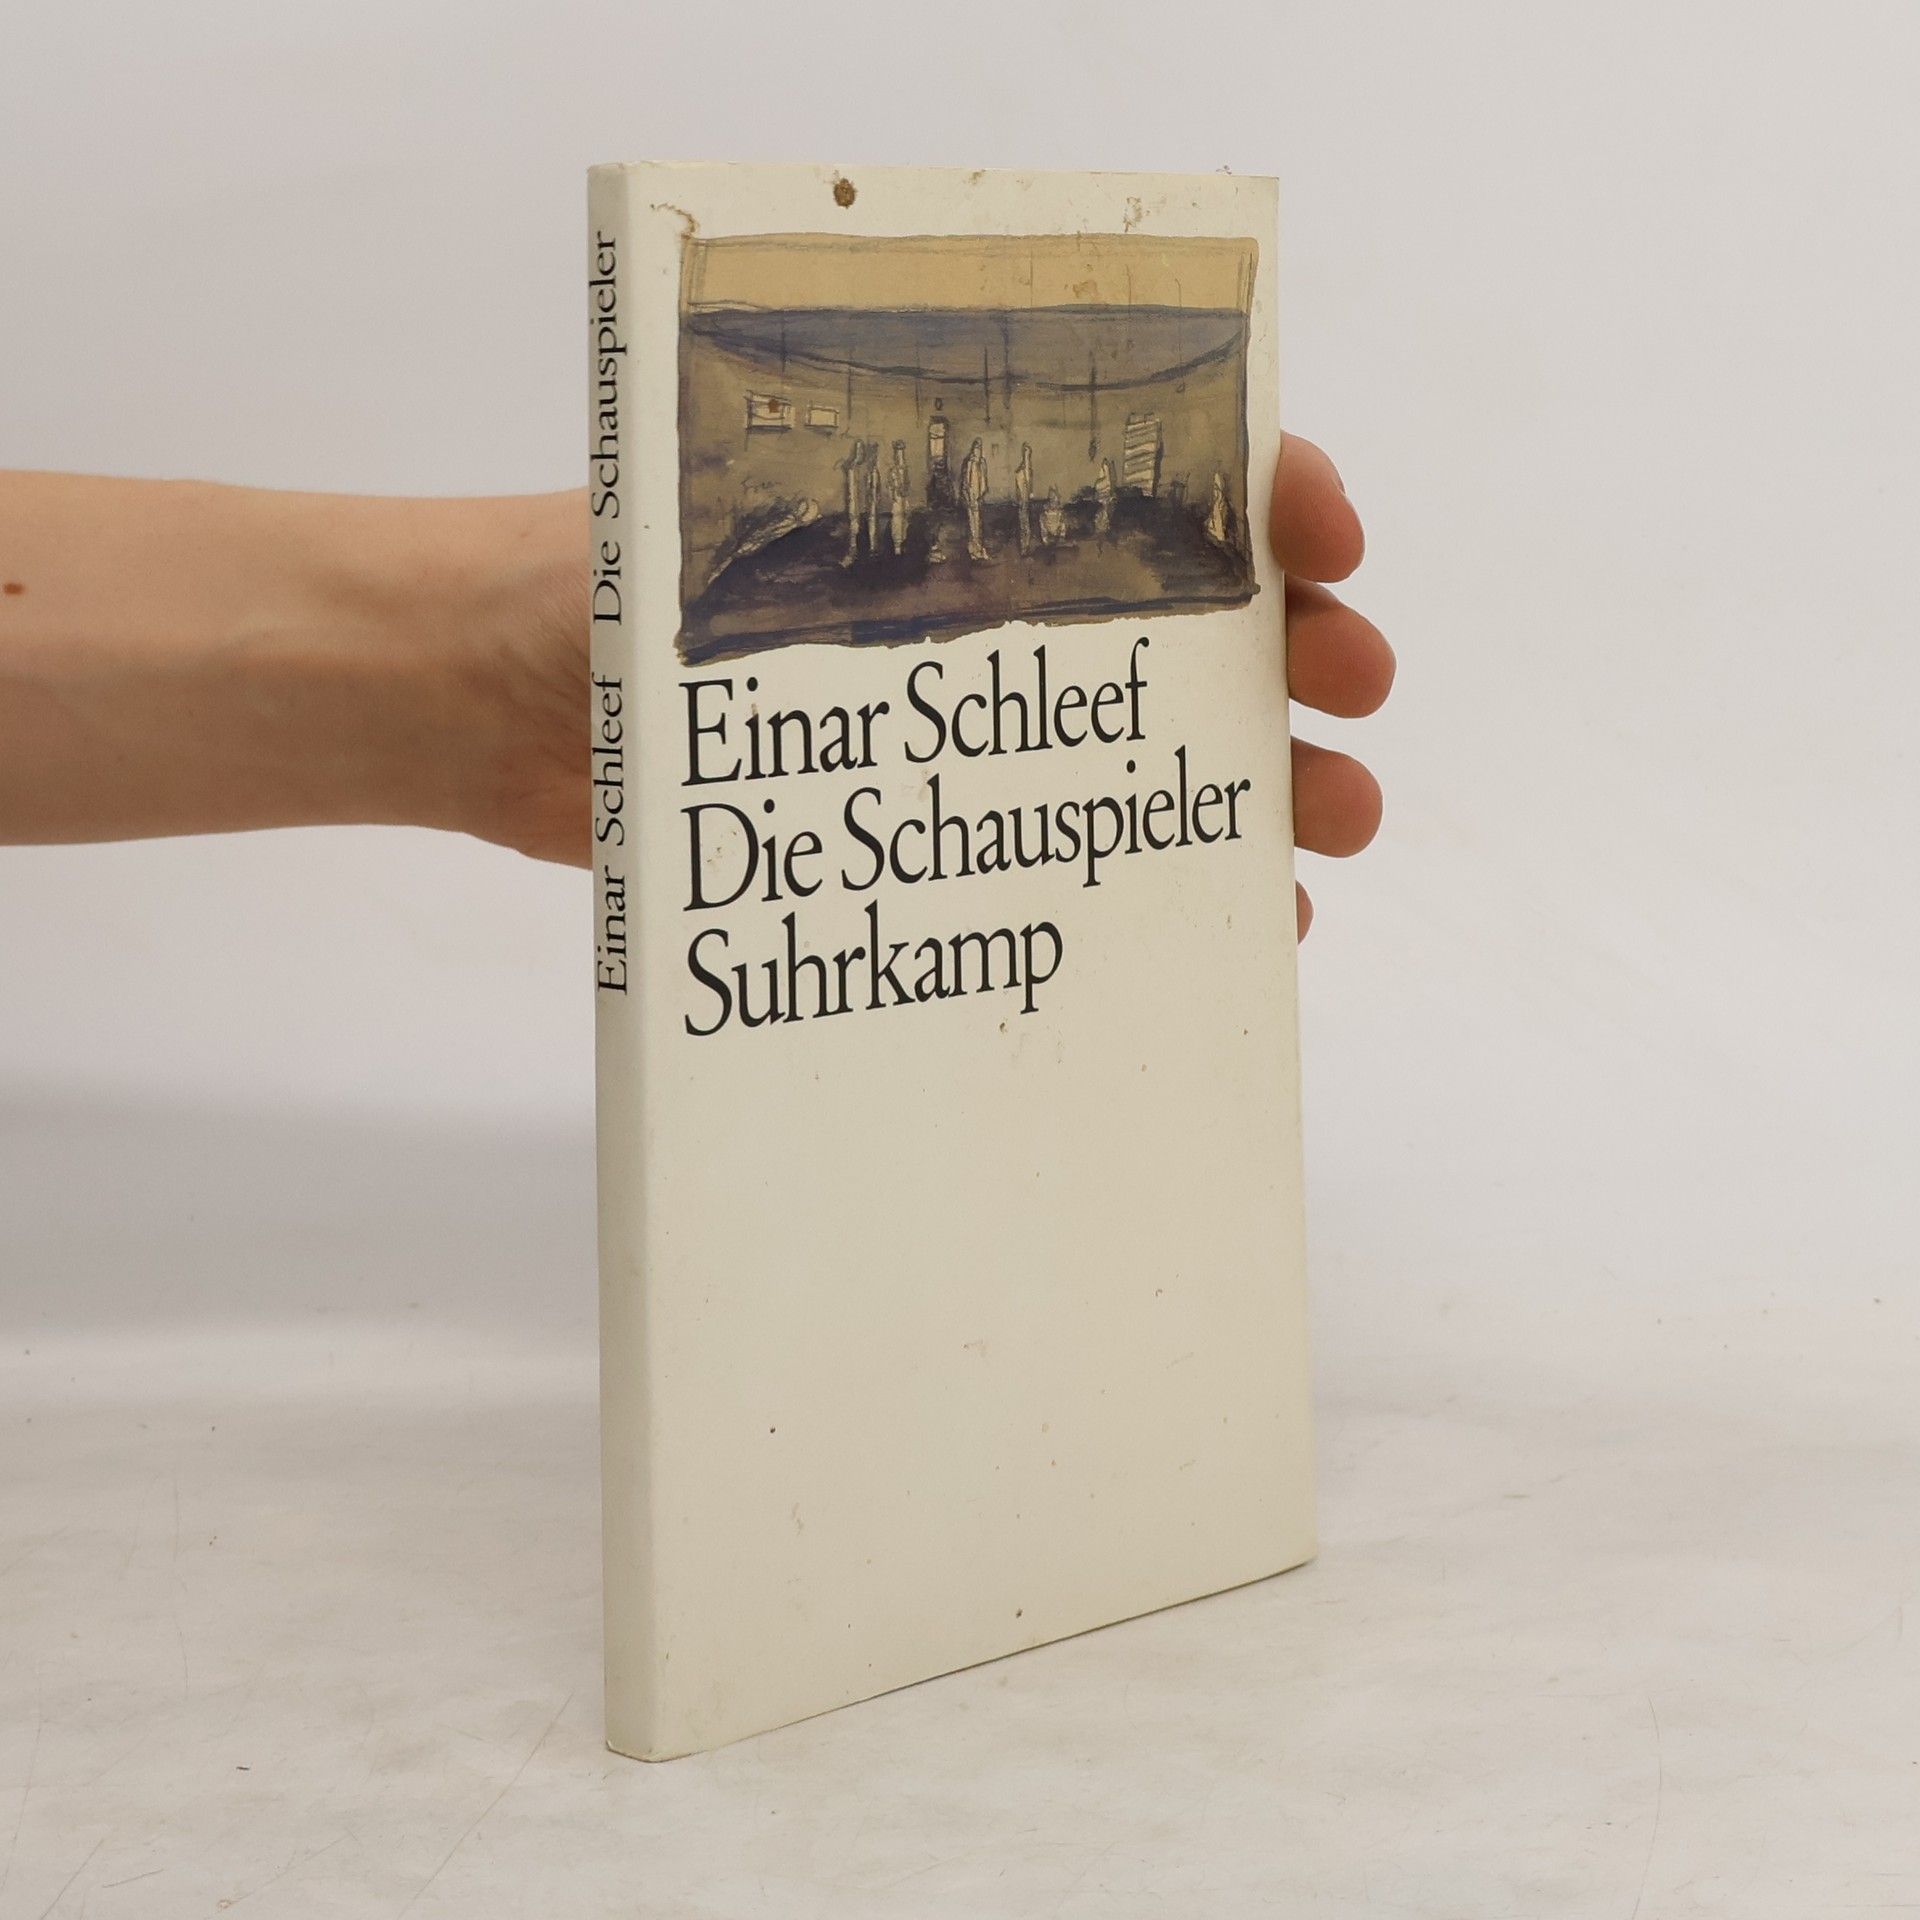 Einar Schleef Die Schauspieler
Einar Schleef
Die Schauspieler
Suhrkamp